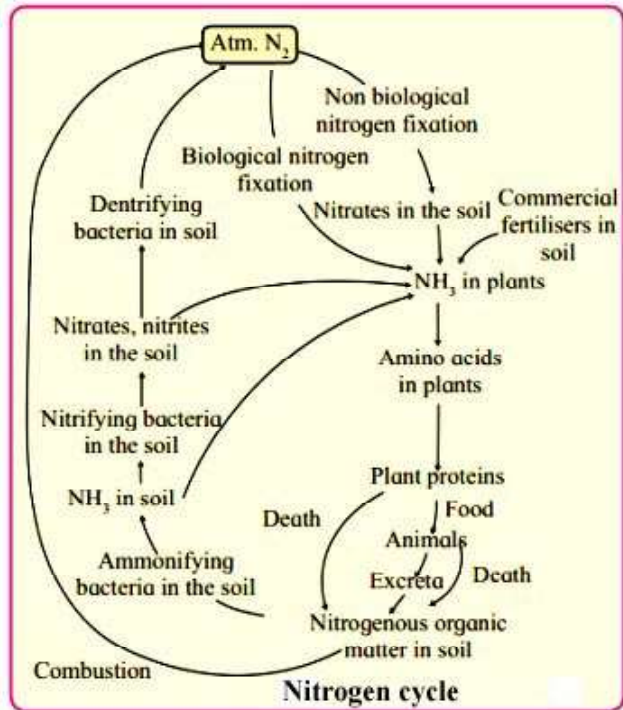 Atm. N₂
Non biological
nitrogen fixation
Biological nitrogen
fixation
Dentrifying
bacteria in soil
Nitrates in the soil
Commercial
fertilisers in
soil
NH₃ in plants
Nitrates, nitrites
in the soil
Amino acids
in plants
Nitrifying bacteria
in the soil
Plant proteins
NH₃ in soil
Food
Death
Animals
Ammonifying
bacteria in the soil
Excreta
Death
Nitrogenous organic
matter in soil
Combustion
Nitrogen cycle